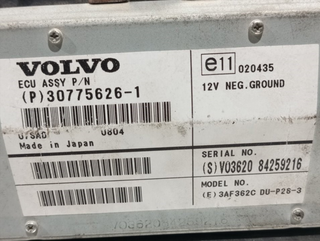 VOLVO
ECU ASSY P/N
(P)30775626-1
e11 020435
12V NEG.GROUND
0804
Made in Japan
SERIAL NO.
(S)V03620 84259216
MODEL NO.
(E)3AF362C DU-P28-3